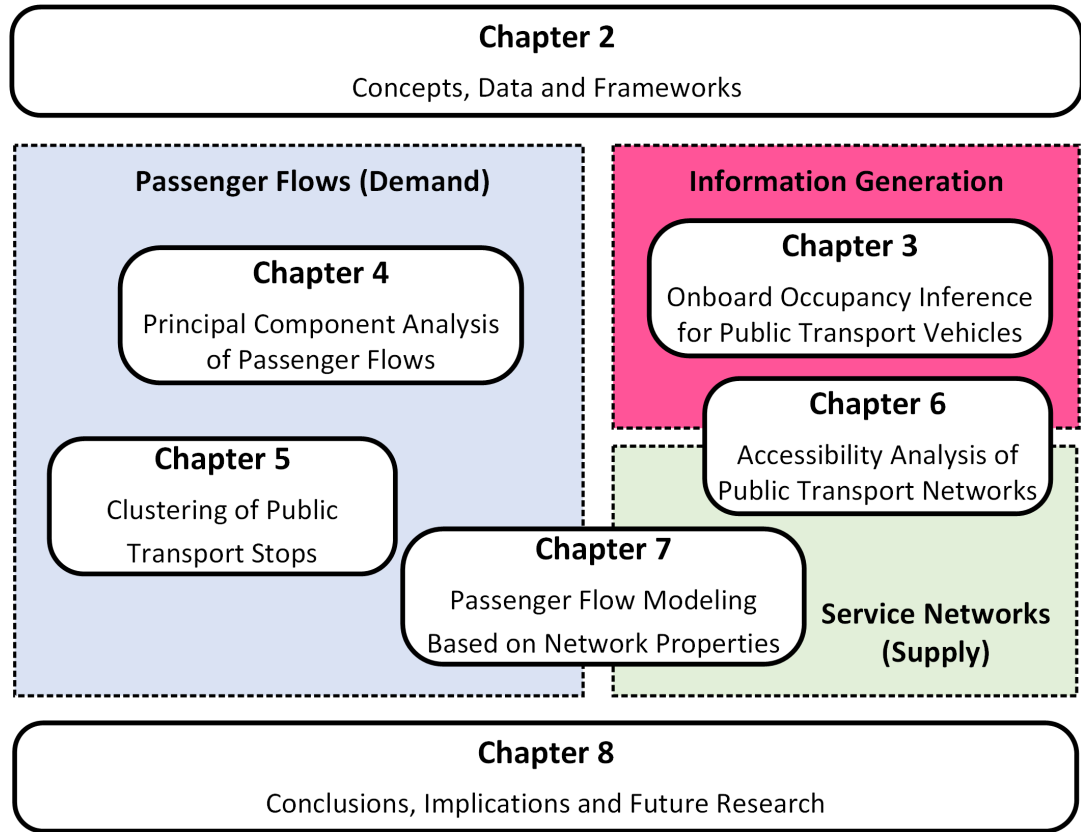 Chapter 2
Concepts, Data and Frameworks
Passenger Flows (Demand)
Chapter 4
Principal Component Analysis
of Passenger Flows
Chapter 5
Clustering of Public
Transport Stops
Information Generation
Chapter 3
Onboard Occupancy Inference
for Public Transport Vehicles
Chapter 6
Accessibility Analysis of
Public Transport Networks
Chapter 7
Passenger Flow Modeling
Based on Network Properties
Service Networks
(Supply)
Chapter 8
Conclusions, Implications and Future Research